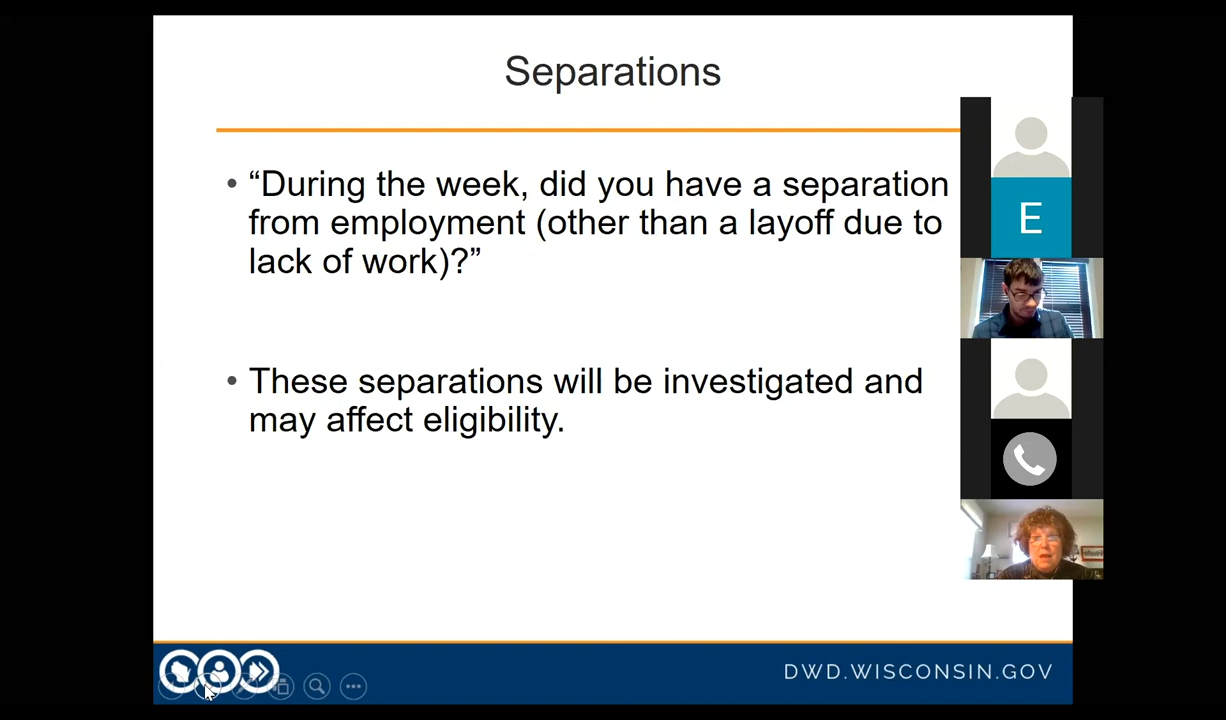 Separations
• “During the week, did you have a separation
from employment (other than a layoff due to
lack of work)?”
• These separations will be investigated and
may affect eligibility.
E
DWD.WISCONSIN.GOV